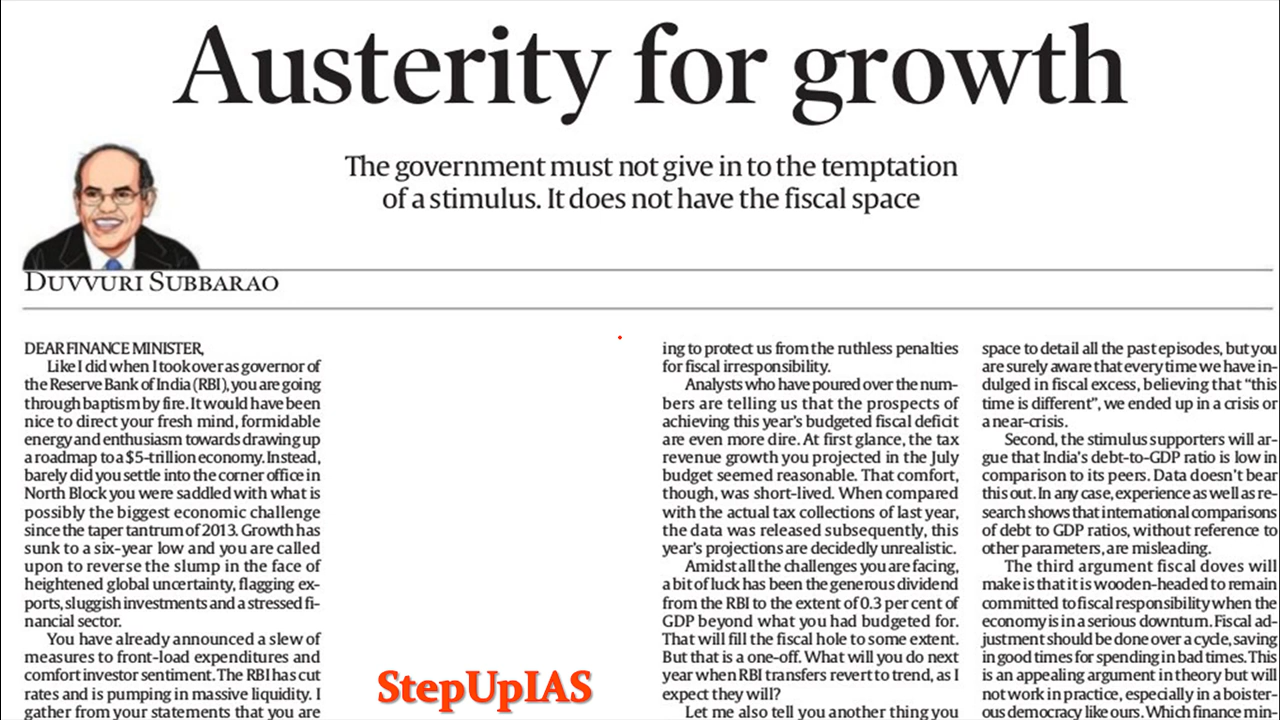 Austerity for growth
The government must not give in to the temptation
of a stimulus. It does not have the fiscal space
DUVVURI SUBBARAO
DEAR FINANCE MINISTER,
Like I did when I took over as governor of
the Reserve Bank of India (RBI), you are going
through baptism by fire. It would have been
nice to direct your fresh mind, formidable
energy and enthusiasm towards drawing up
a roadmap to a $5-trillion economy. Instead,
barely did you settle into the corner office in
North Block you were saddled with what is
possibly the biggest economic challenge
since the taper tantrum of 2013. Growth has
sunk to a six-year low and you are called
upon to reverse the slump in the face of
heightened global uncertainty, flagging ex-
ports, sluggish investments and a stressed fi-
nancial sector.
You have already announced a slew of
measures to front-load expenditures and
comfort investor sentiment. The RBI has cut
rates and is pumping in massive liquidity. I
gather from your statements that you are
StepUpIAS
ing to protect us from the ruthless penalties
for fiscal irresponsibility.
Analysts who have poured over the num-
bers are telling us that the prospects of
achieving this year's budgeted fiscal deficit
are even more dire. At first glance, the tax
revenue growth you projected in the July
budget seemed reasonable. That comfort,
though, was short-lived. When compared
with the actual tax collections of last year,
the data was released subsequently, this
year's projections are decidedly unrealistic.
Amidst all the challenges you are facing,
a bit of luck has been the generous dividend
from the RBI to the extent of 0.3 per cent of
GDP beyond what you had budgeted for.
That will fill the fiscal hole to some extent.
But that is a one-off. What will you do next
year when RBI transfers revert to trend, as I
expect they will?
Let me also tell you another thing you
space to detail all the past episodes, but you
are surely aware that every time we have in-
dulged in fiscal excess, believing that "this
time is different", we ended up in a crisis or
a near-crisis.
Second, the stimulus supporters will ar-
gue that India's debt-to-GDP ratio is low in
comparison to its peers. Data doesn't bear
this out. In any case, experience as well as re-
search shows that international comparisons
of debt to GDP ratios, without reference to
other parameters, are misleading.
The third argument fiscal doves will
make is that it is wooden-headed to remain
committed to fiscal responsibility when the
economy is in a serious downturn. Fiscal ad-
justment should be done over a cycle, saving
in good times for spending in bad times. This
is an appealing argument in theory but will
not work in practice, especially in a boister-
ous democracy like ours. Which finance min-